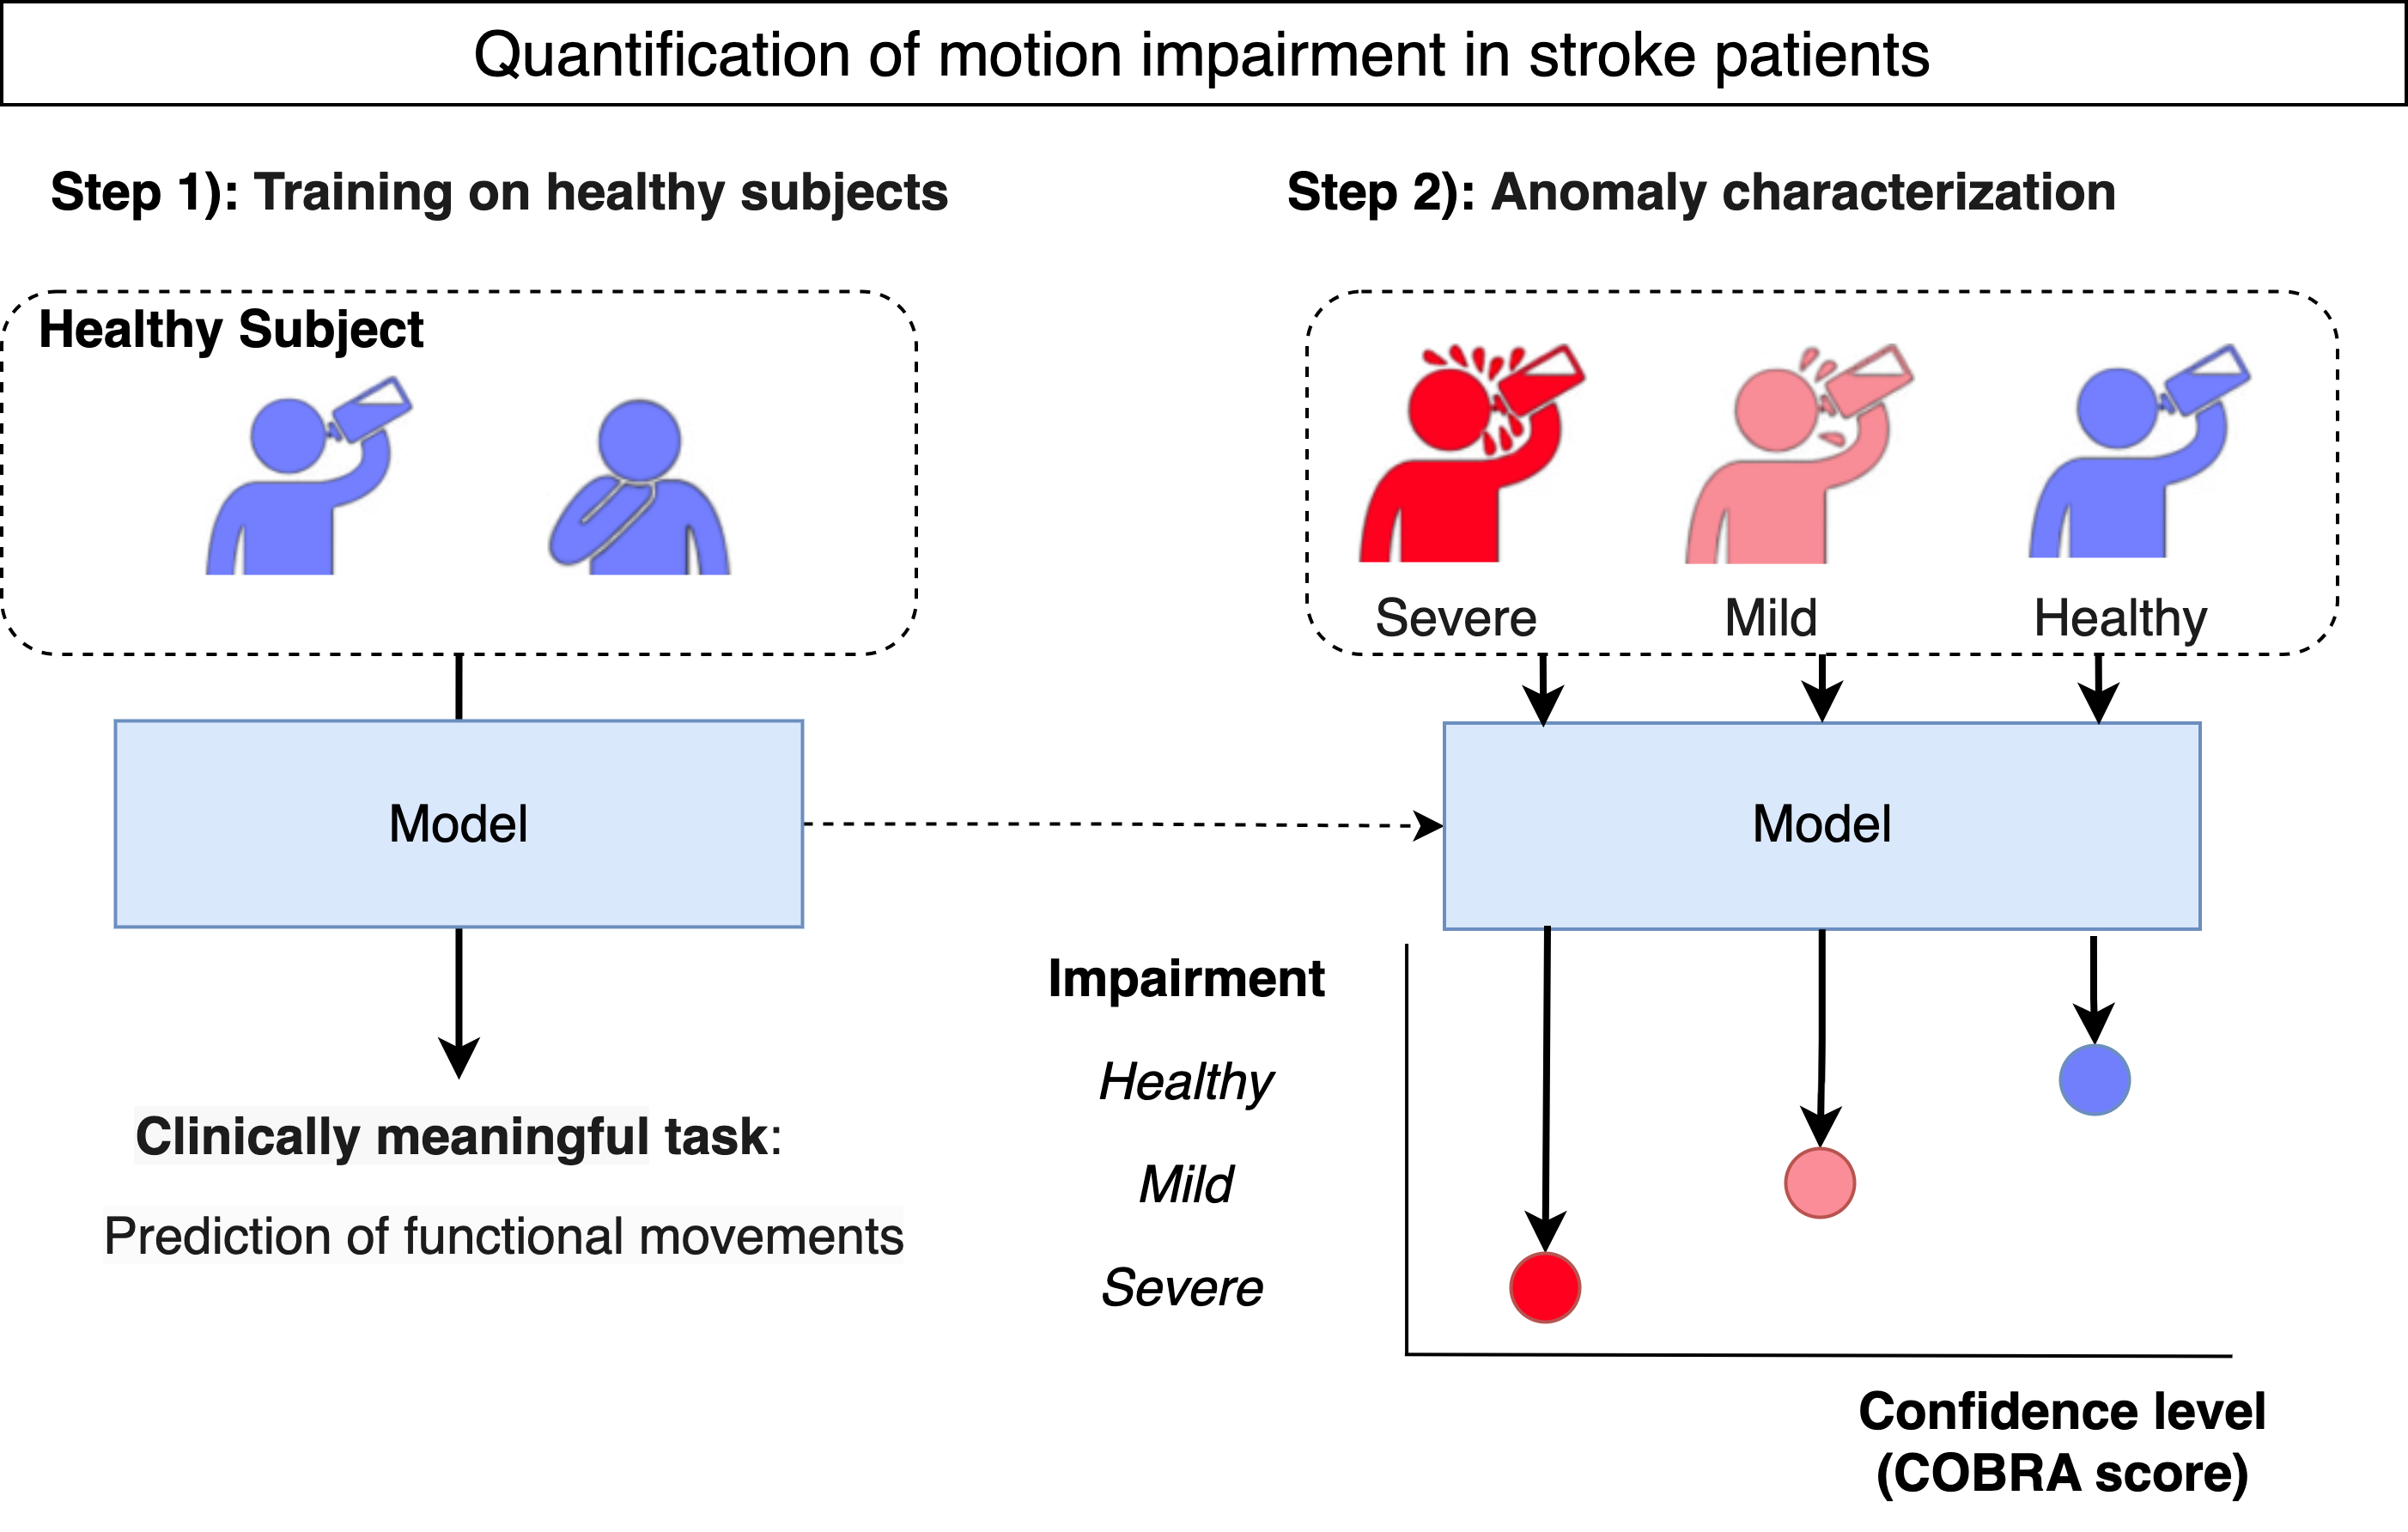 Quantification of motion impairment in stroke patients
Step 1): Training on healthy subjects
Healthy Subject
Model
Clinically meaningful task:
Prediction of functional movements
Step 2): Anomaly characterization
Severe
Mild
Healthy
Model
Impairment
Healthy
Mild
Severe
Confidence level
(COBRA score)